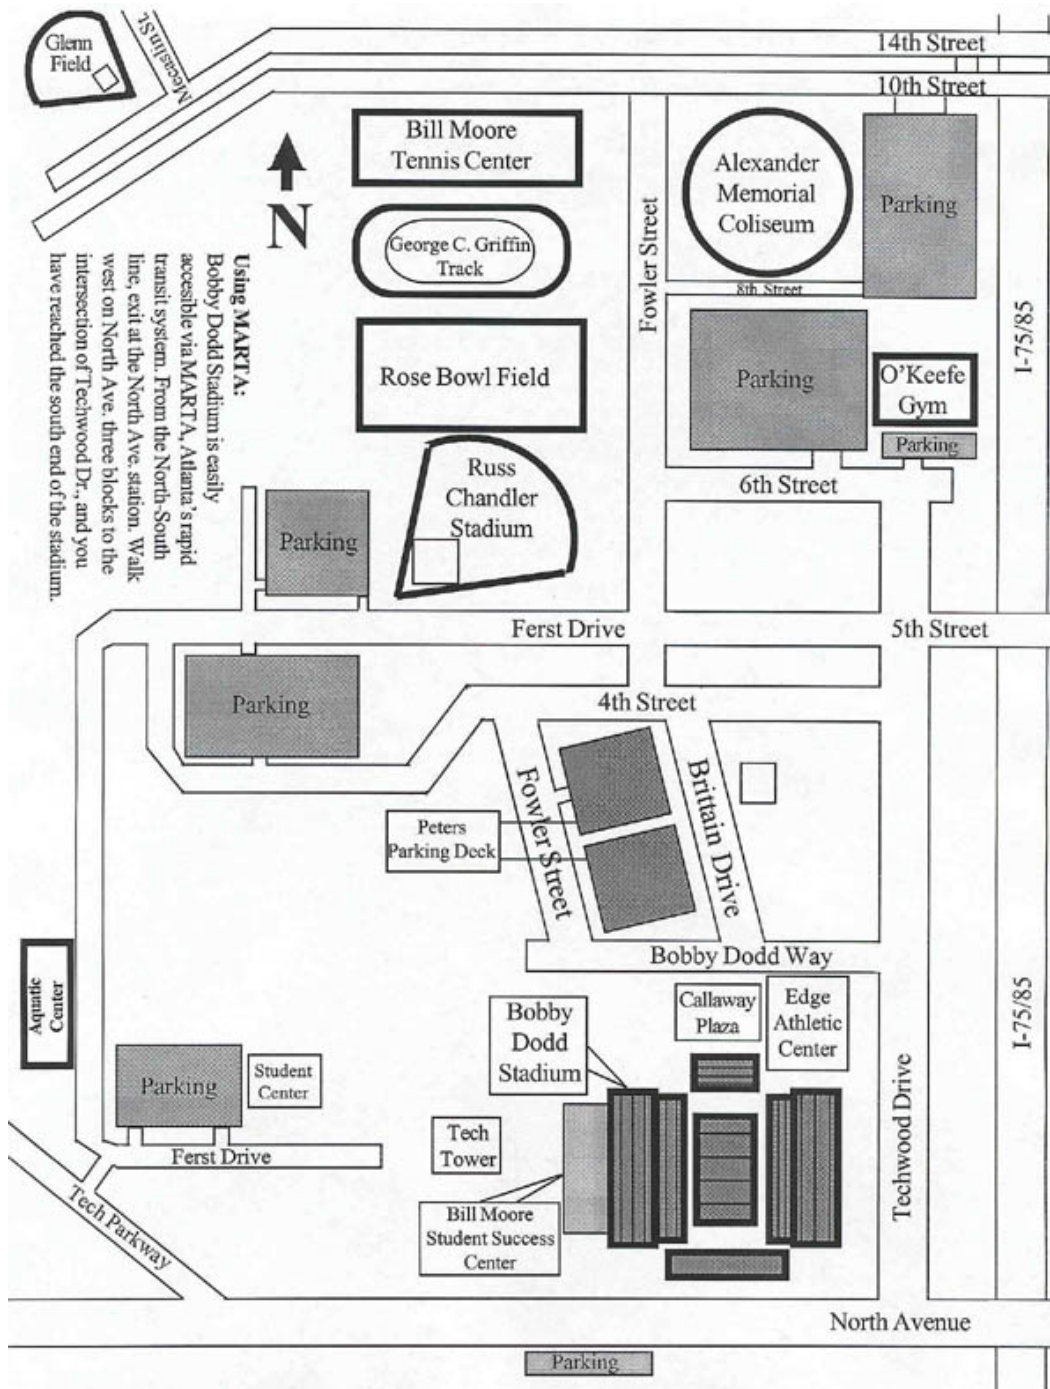 Glenn
Field
Mecaslin St.
14th Street
10th Street
Bill Moore
Tennis Center
N
George C. Griffin
Track
Rose Bowl Field
Russ
Chandler
Stadium
Fowler Street
Alexander
Memorial
Coliseum
Parking
8th Street
Parking
O'Keefe
Gym
Parking
I-75/85
6th Street
Using MARTA:
Bobby Dodd Stadium is easily
accesible via MARTA, Atlanta's rapid
transit system. From the North-South
line, exit at the North Ave. station. Walk
west on North Ave. three blocks to the
intersection of Techwood Dr., and you
have reached the south end of the stadium.
Parking
Ferst Drive
5th Street
Parking
4th Street
Fowler Street
Brittain Drive
Peters
Parking Deck
Bobby Dodd Way
Aquatic
Center
Parking
Student
Center
Ferst Drive
Tech Parkway
Bobby
Dodd
Stadium
Callaway
Plaza
Edge
Athletic
Center
Tech
Tower
Bill Moore
Student Success
Center
Techwood Drive
I-75/85
North Avenue
Parking